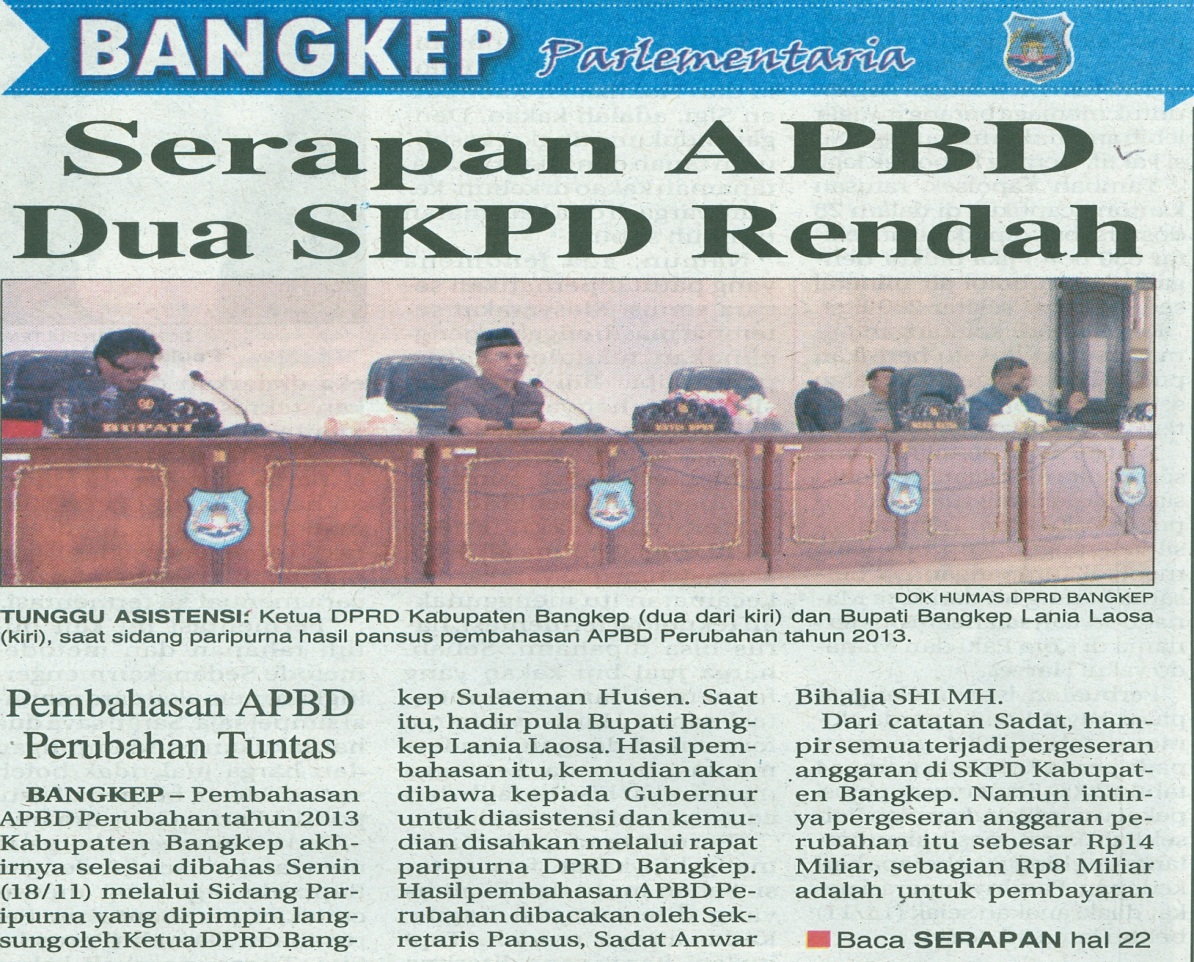 BANGKEP Parlementaria
Serapan APBD
Dua SKPD Rendah
BUPATI
KETUA DPRD
DOK HUMAS DPRD BANGKEP
TUNGGU ASISTENSI: Ketua DPRD Kabupaten Bangkep (dua dari kiri) dan Bupati Bangkep Lania Laosa
(kiri), saat sidang paripurna hasil pansus pembahasan APBD Perubahan tahun 2013.
Pembahasan APBD
Perubahan Tuntas
BANGKEP – Pembahasan
APBD Perubahan tahun 2013
Kabupaten Bangkep akh-
irnya selesai dibahas Senin
(18/11) melalui Sidang Par-
ipurna yang dipimpin lang-
sung oleh Ketua DPRD Bang-
kep Sulaeman Husen. Saat
itu, hadir pula Bupati Bang-
kep Lania Laosa. Hasil pem-
bahasan itu, kemudian akan
dibawa kepada Gubernur
untuk diasistensi dan kemu-
dian disahkan melalui rapat
paripurna DPRD Bangkep.
Hasil pembahasan APBD Pe-
rubahan dibacakan oleh Sek-
retaris Pansus, Sadat Anwar
Bihalia SHI MH.
Dari catatan Sadat, ham-
pir semua terjadi pergeseran
anggaran di SKPD Kabupat-
en Bangkep. Namun intin-
ya pergeseran anggaran pe-
rubahan itu sebesar Rp14
Miliar, sebagian Rp8 Miliar
adalah untuk pembayaran
Baca SERAPAN hal 22